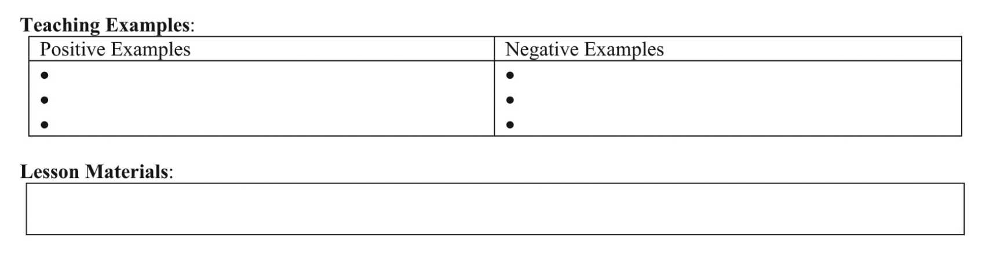 Teaching Examples:
Positive Examples Negative Examples
• •
• •
• •
Lesson Materials: